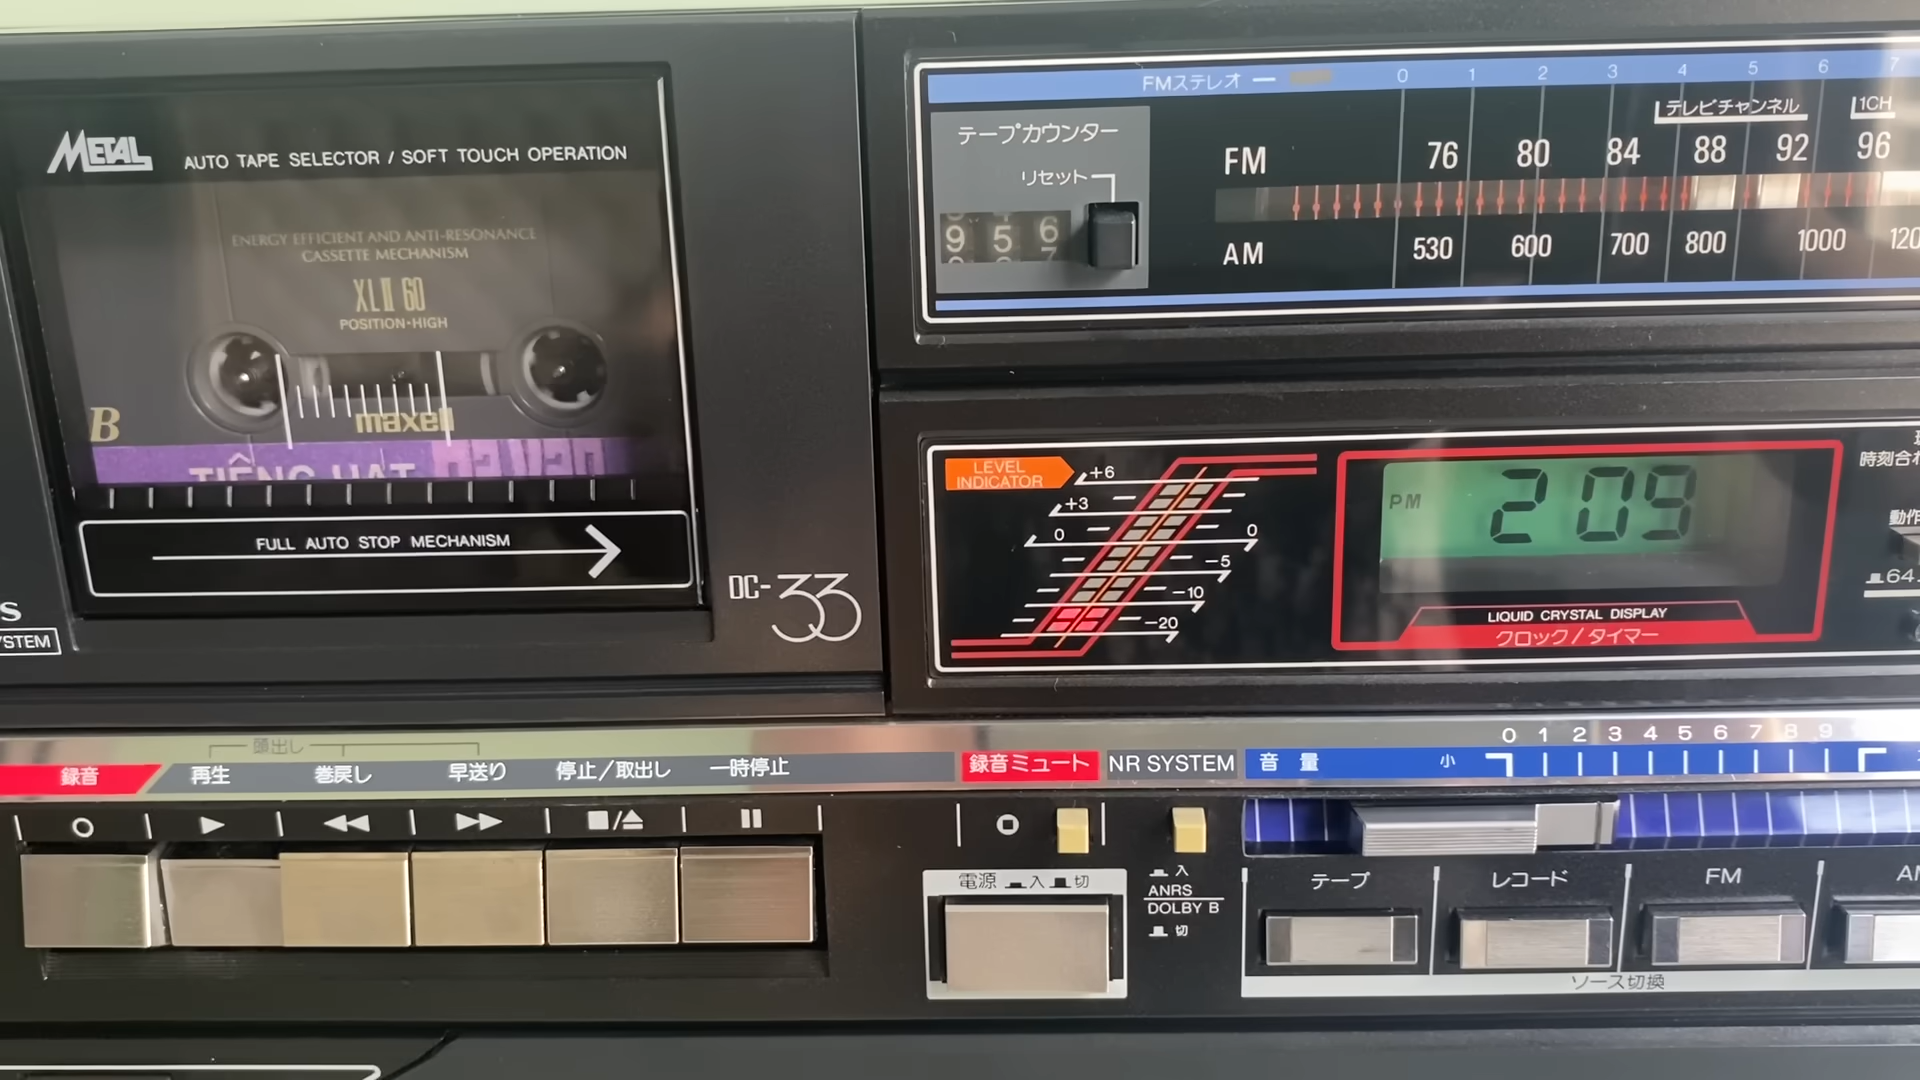 METAL
AUTO TAPE SELECTOR / SOFT TOUCH OPERATION
ENERGY EFFICIENT AND ANTI-RESONANCE
CASSETTE MECHANISM
XLII 60
POSITION·HIGH
B
maxell
TIẾNG HÁT
FULL AUTO STOP MECHANISM
DC-33
FMステレオ
0 1 2 3 4 5 6 7
テープカウンター
リセット
9 5 6
テレビチャンネル
1CH
FM 76 80 84 88 92 96
AM 530 600 700 800 1000
LEVEL
INDICATOR
+6
+3
0
0
-5
-10
-20
PM 2 09
LIQUID CRYSTAL DISPLAY
クロック/タイマー
0 1 2 3 4 5 6 7 8 9
頭出し
録音
再生
巻戻し
早送り
停止/取出し
一時停止
録音ミュート
NR SYSTEM
音量
小
電源 入 切
入
ANRS
DOLBY B
切
テープ
レコード
FM
ソース切換